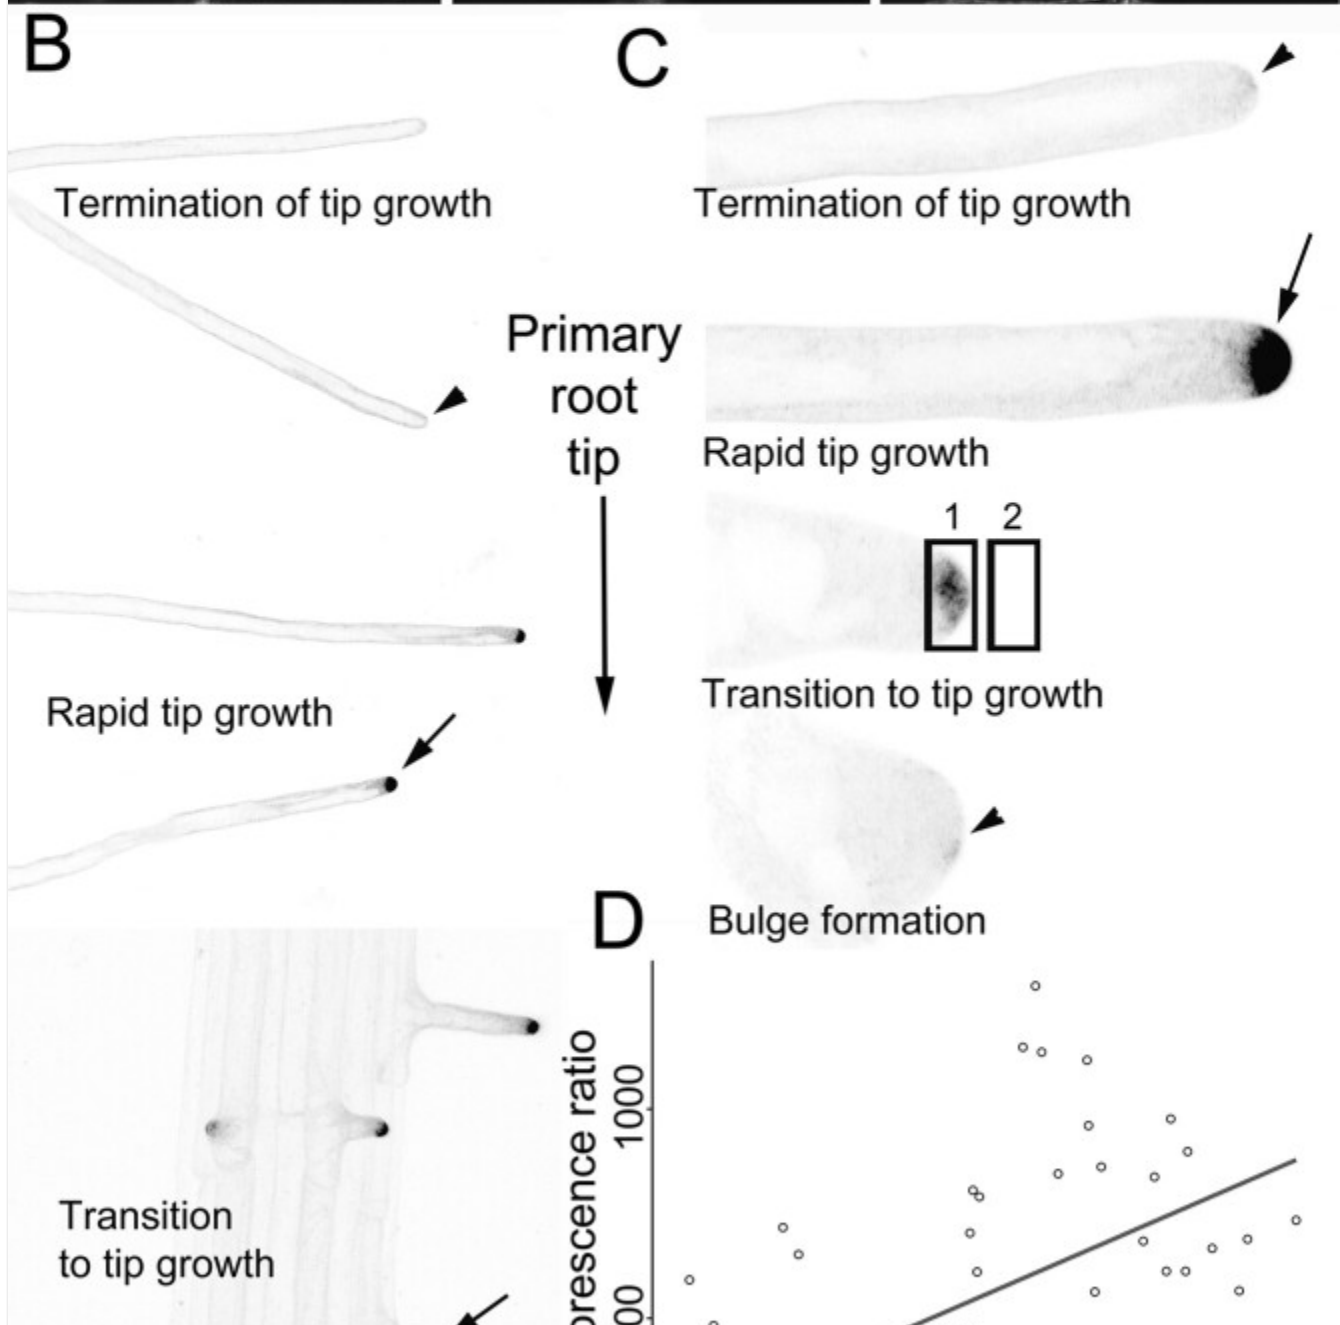 B
Termination of tip growth
Primary
root
tip
Rapid tip growth
Transition
to tip growth
C
Termination of tip growth
Rapid tip growth
1 2
Transition to tip growth
Bulge formation
D
1000
ratio